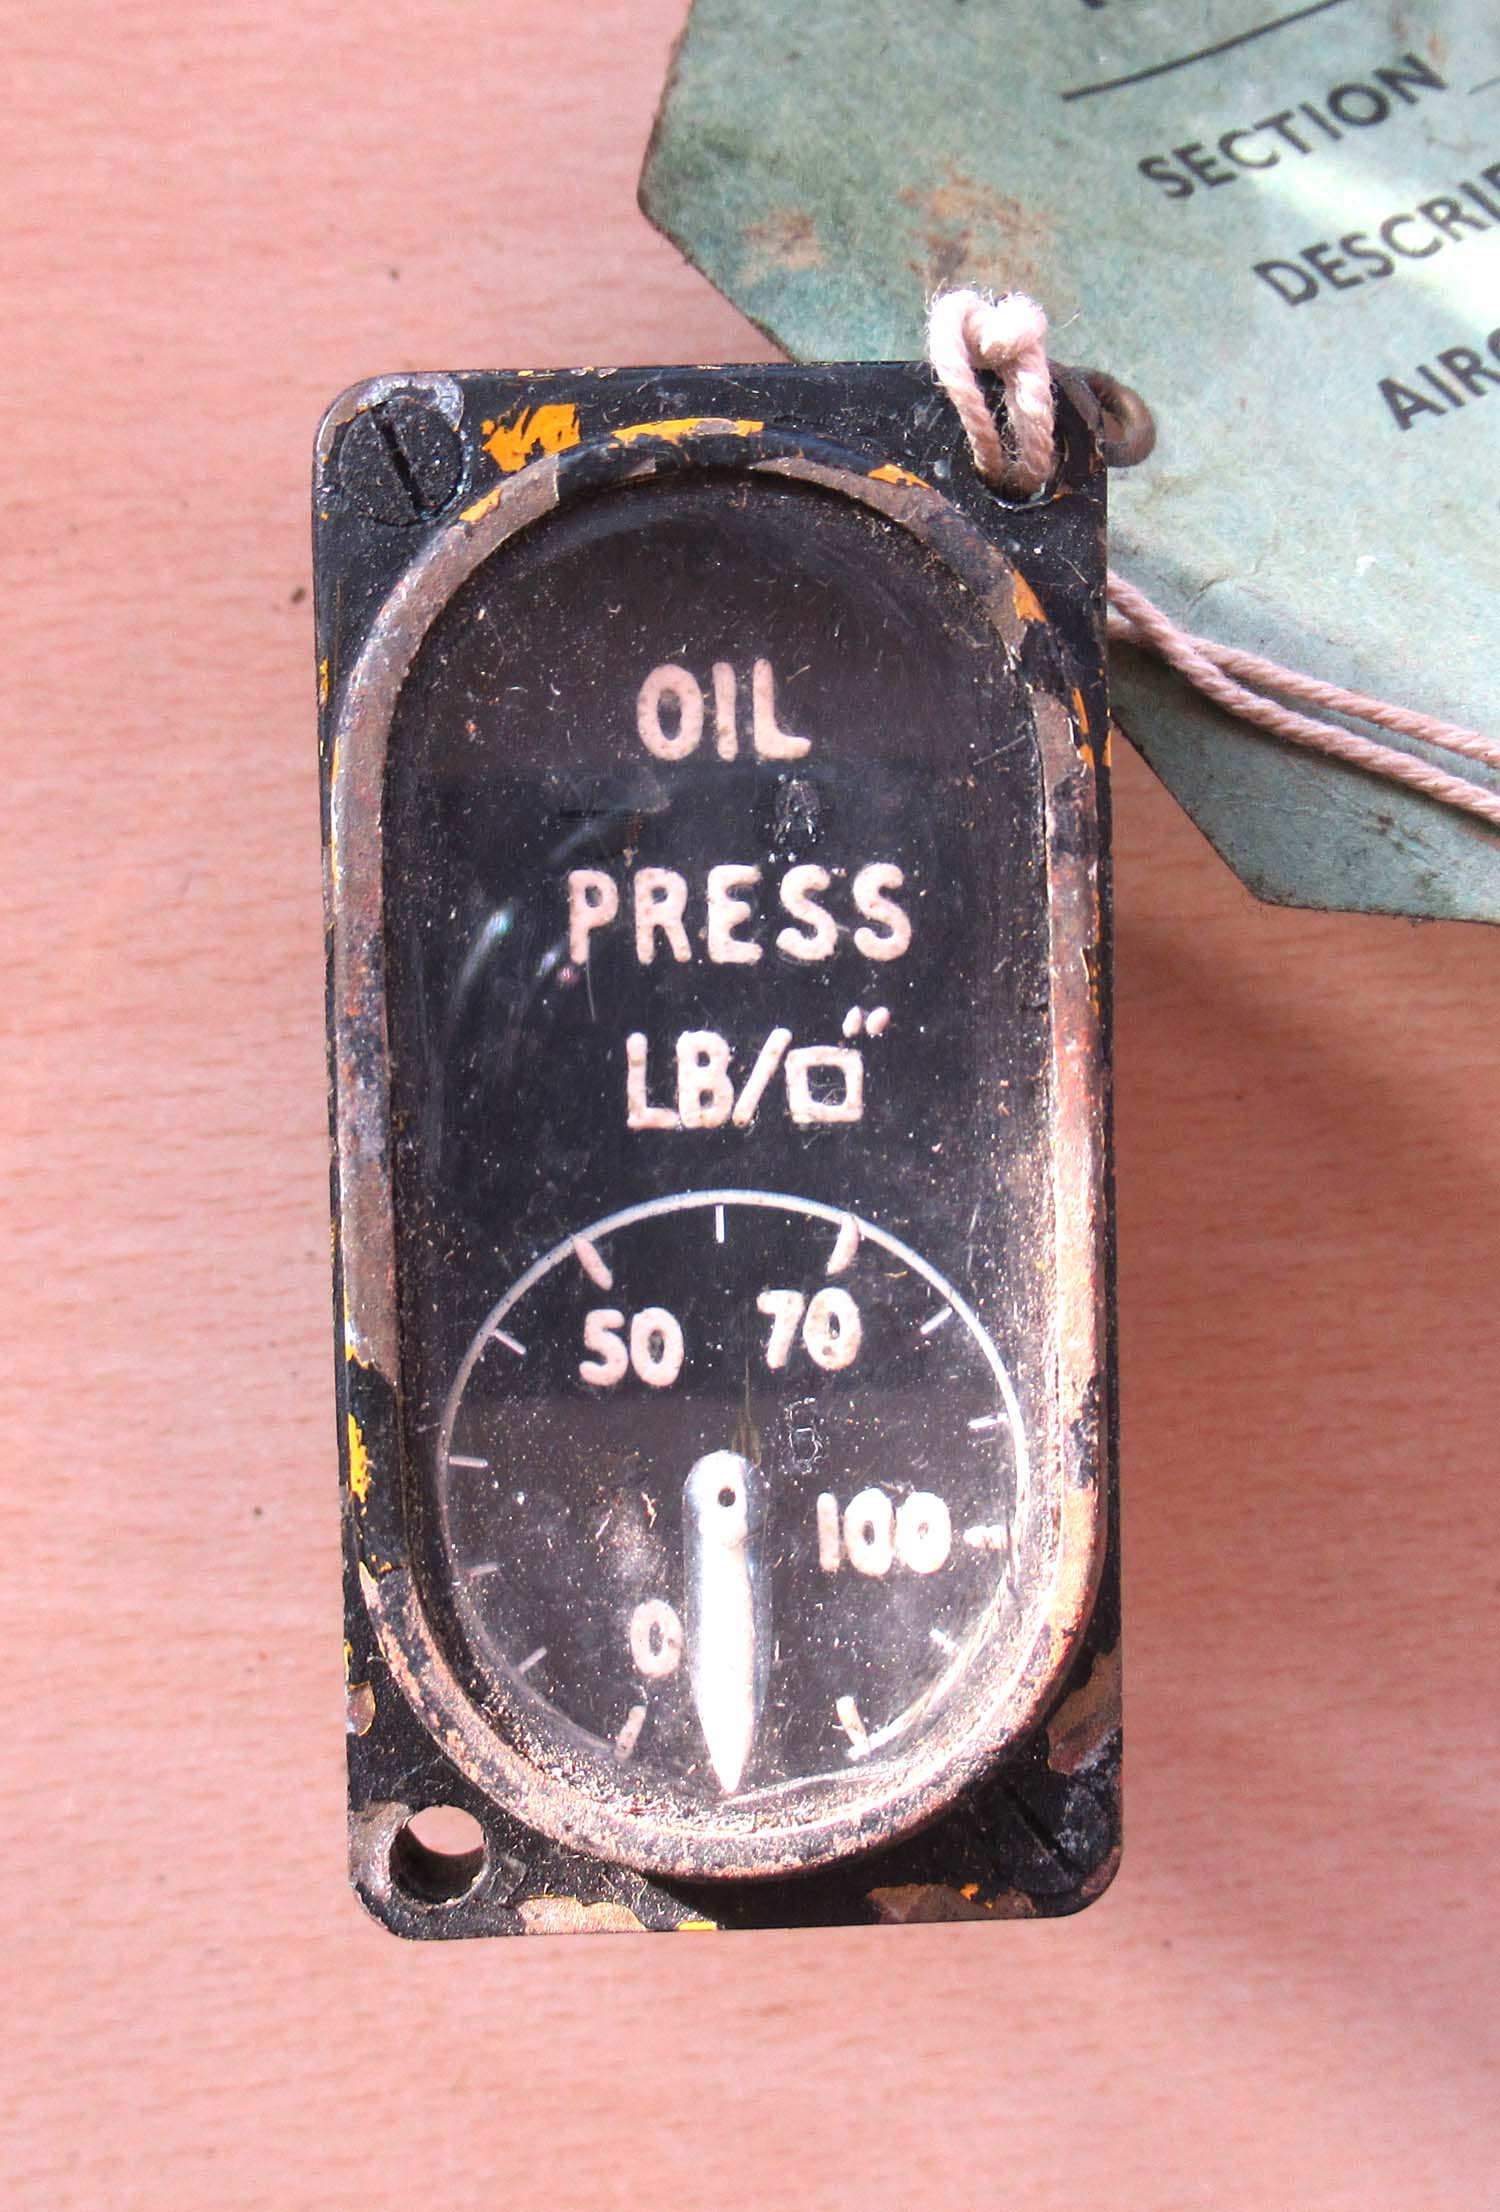 SECTION
OIL
PRESS
LB/□"
50 70
100
0